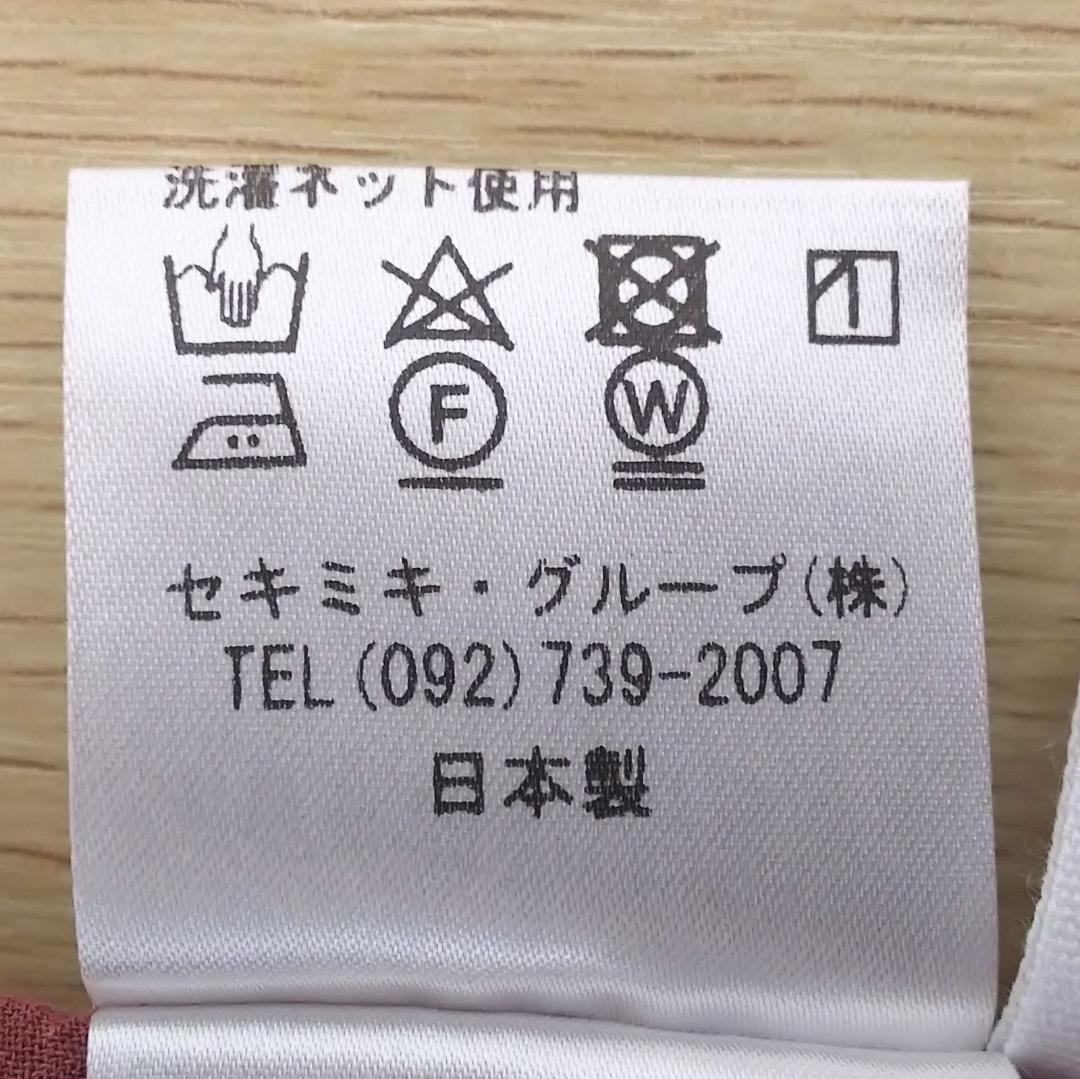 洗濯ネット使用
F W
セキミキ・グループ(株)
TEL(092)739-2007
日本製